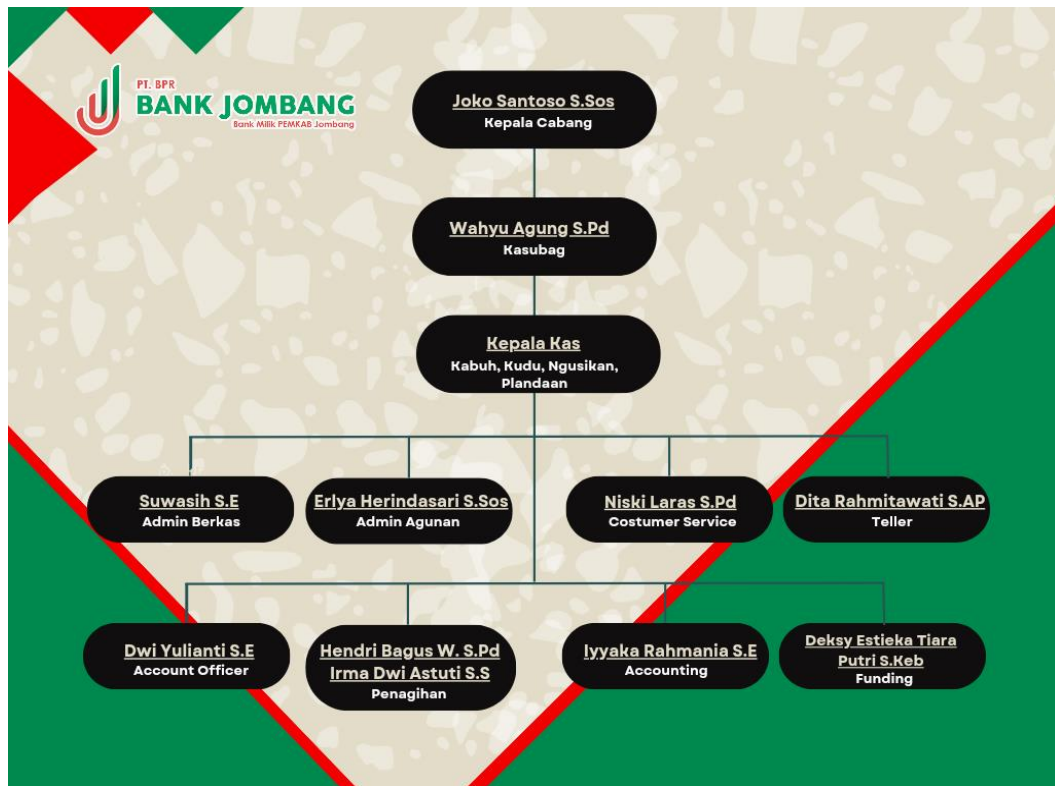 PT. BPR
BANK JOMBANG
Bank Milik PEMKAB Jombang
Joko Santoso S.Sos
Kepala Cabang
Wahyu Agung S.Pd
Kasubag
Kepala Kas
Kabuh, Kudu, Ngusikan,
Plandaan
Suwasih S.E
Admin Berkas
Erlya Herindasari S.Sos
Admin Agunan
Niski Laras S.Pd
Costumer Service
Dita Rahmitawati S.AP
Teller
Dwi Yulianti S.E
Account Officer
Hendri Bagus W. S.Pd
Irma Dwi Astuti S.S
Penagihan
Iyyaka Rahmania S.E
Accounting
Deksy Estieka Tiara
Putri S.Keb
Funding